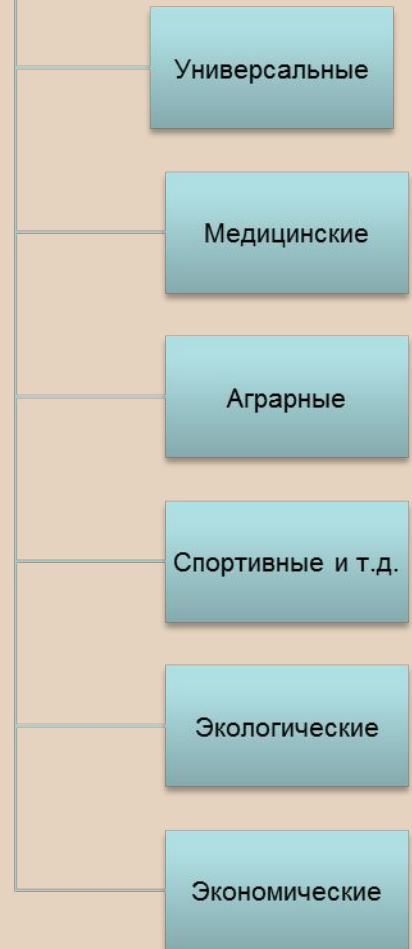 Универсальные
Медицинские
Аграрные
Спортивные и т.д.
Экологические
Экономические